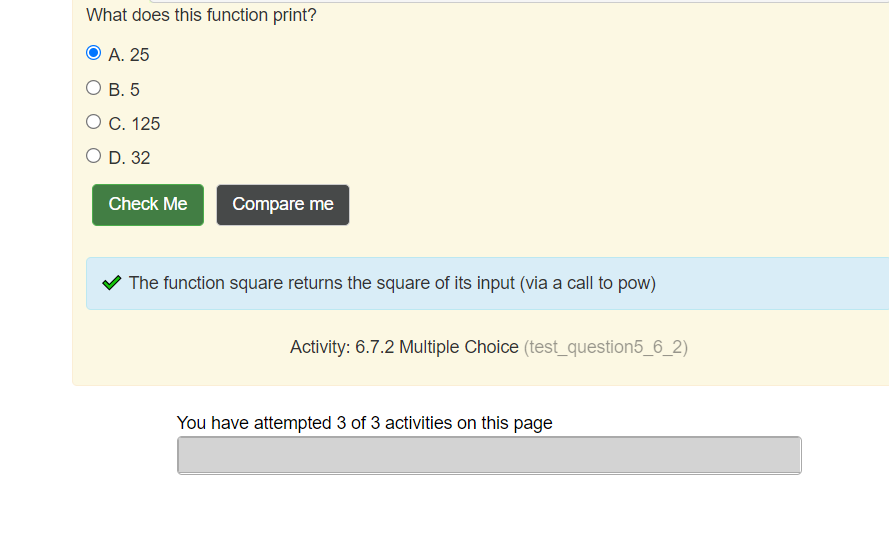 What does this function print?
A. 25
B. 5
C. 125
D. 32
Check Me Compare me
The function square returns the square of its input (via a call to pow)
Activity: 6.7.2 Multiple Choice (test_question5_6_2)
You have attempted 3 of 3 activities on this page